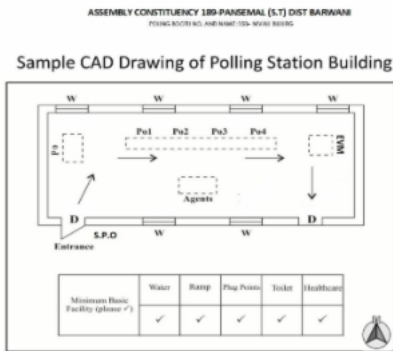 ASSEMBLY CONSTITUENCY 189-PANSEMAL (S.T) DIST BARWANI
Sample CAD Drawing of Polling Station Building
W W W W
Po1 Po2 Po3 Po4
Po
EVM
Agents
D D
S.P.O W W
Entrance
Water Ramp Plug Points Toilet Healthcare
Minimum Basic
Facility (please ✓) ✓ ✓ ✓ ✓ ✓